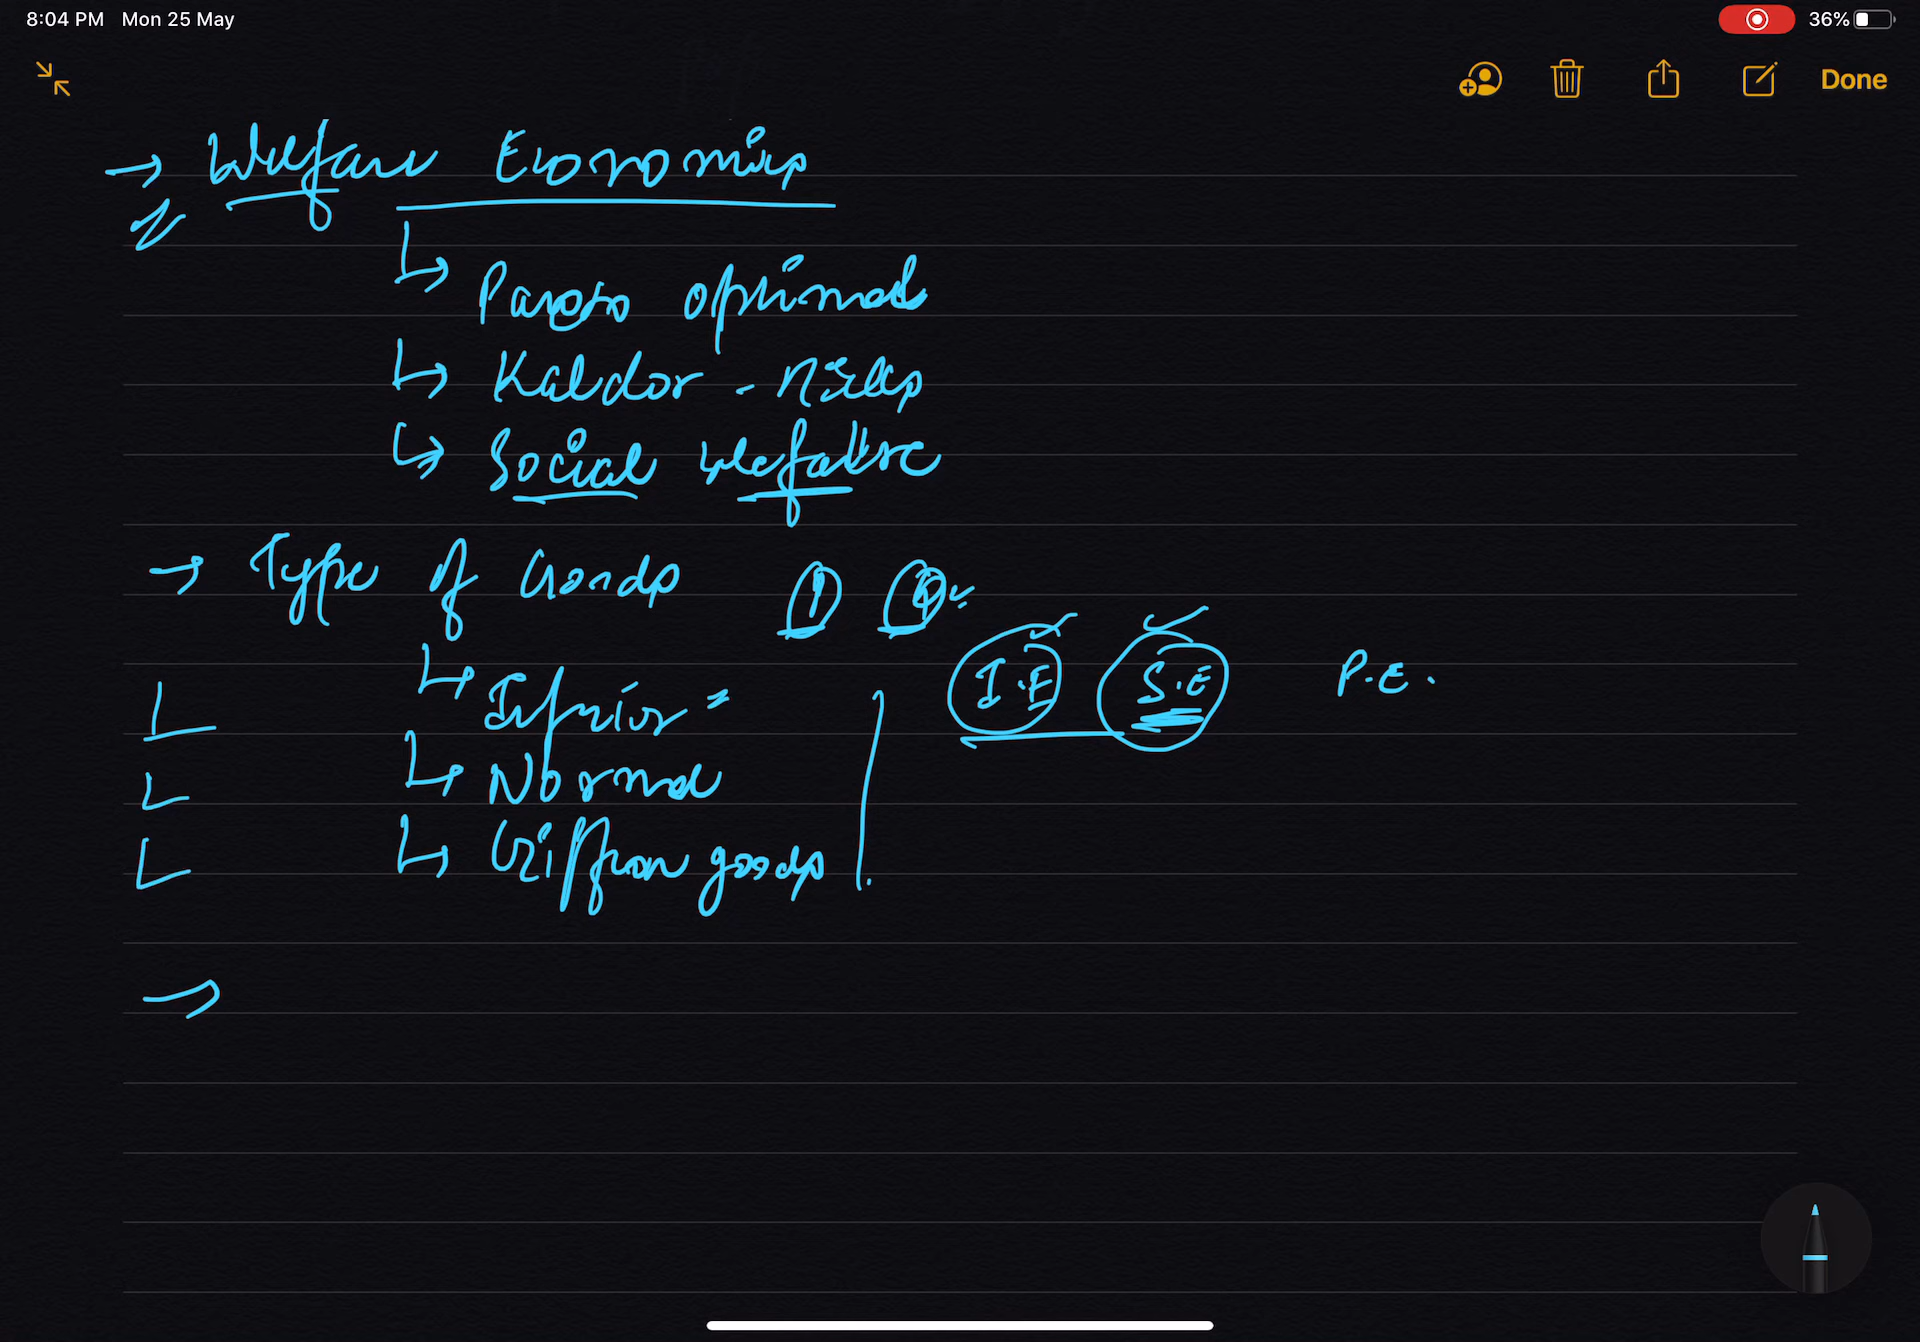 8:04 PM Mon 25 May
36%
Done
→ Welfare Economics
↳ Pareto optimal
↳ Kaldor - Hicks
↳ Social Welfare
→ Type of Goods
I.E S.E P.E.
↳ Inferior
↳ Normal
↳ Giffen goods
→